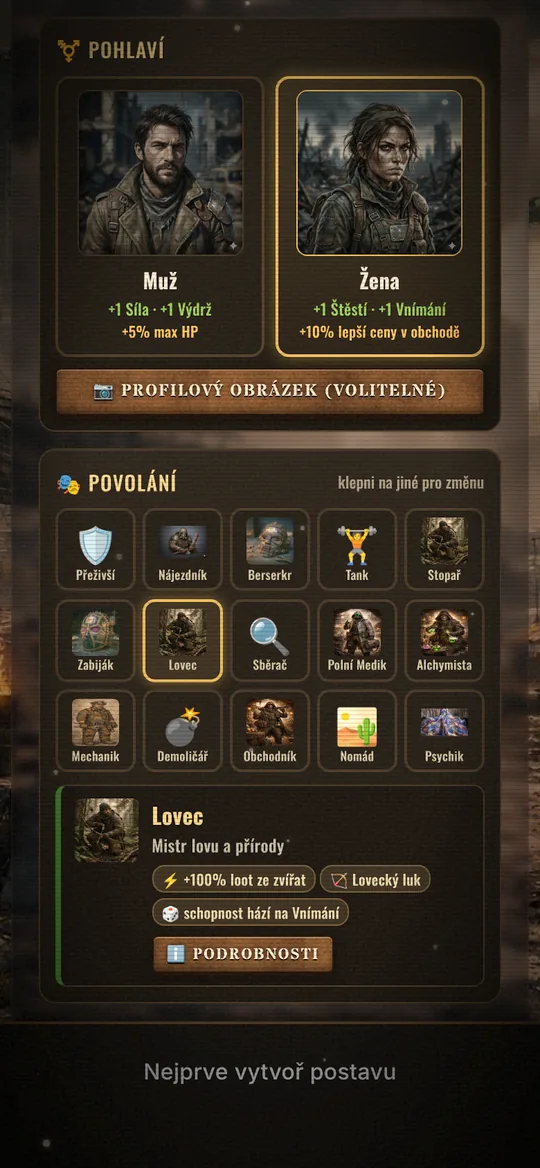 POHLAVÍ
Muž
+1 Síla · +1 Výdrž
+5% max HP
Žena
+1 Štěstí · +1 Vnímání
+10% lepší ceny v obchodě
PROFILOVÝ OBRÁZEK (VOLITELNÉ)
POVOLÁNÍ
klepni na jiné pro změnu
Přeživší
Nájezdník
Berserkr
Tank
Stopař
Zabiják
Lovec
Sběrač
Polní Medik
Alchymista
Mechanik
Demoličář
Obchodník
Nomád
Psychik
Lovec
Mistr lovu a přírody
+100% loot ze zvířat
Lovecký luk
schopnost hází na Vnímání
PODROBNOSTI
Nejprve vytvoř postavu